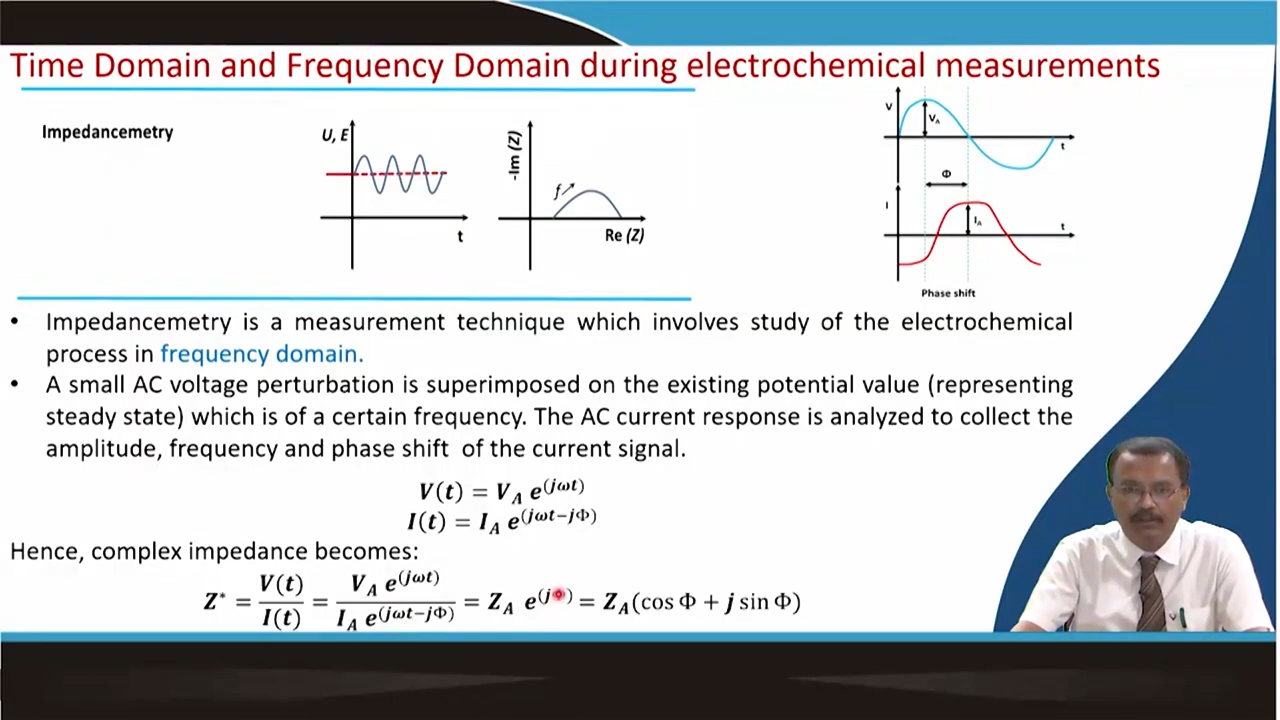 Time Domain and Frequency Domain during electrochemical measurements
Impedancemetry
U, E
t
-Im (Z)
f
Re (Z)
V
V_A
t
Φ
I
I_A
t
Phase shift
• Impedancemetry is a measurement technique which involves study of the electrochemical
process in frequency domain.
• A small AC voltage perturbation is superimposed on the existing potential value (representing
steady state) which is of a certain frequency. The AC current response is analyzed to collect the
amplitude, frequency and phase shift of the current signal.
V(t) = V_A e^(jωt)
I(t) = I_A e^(jωt−jΦ)
Hence, complex impedance becomes:
Z* = V(t)/I(t) = V_A e^(jωt) / I_A e^(jωt−jΦ) = Z_A e^(j ) = Z_A(cos Φ + j sin Φ)